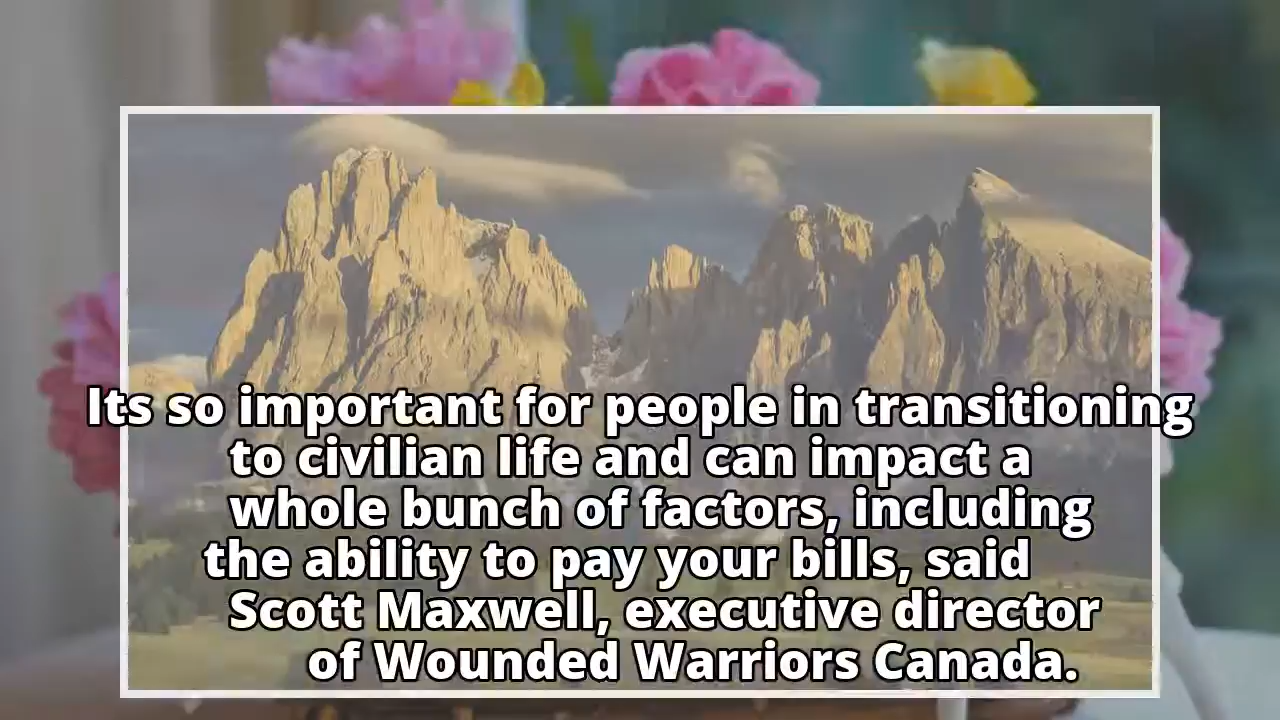 Its so important for people in transitioning
to civilian life and can impact a
whole bunch of factors, including
the ability to pay your bills, said
Scott Maxwell, executive director
of Wounded Warriors Canada.